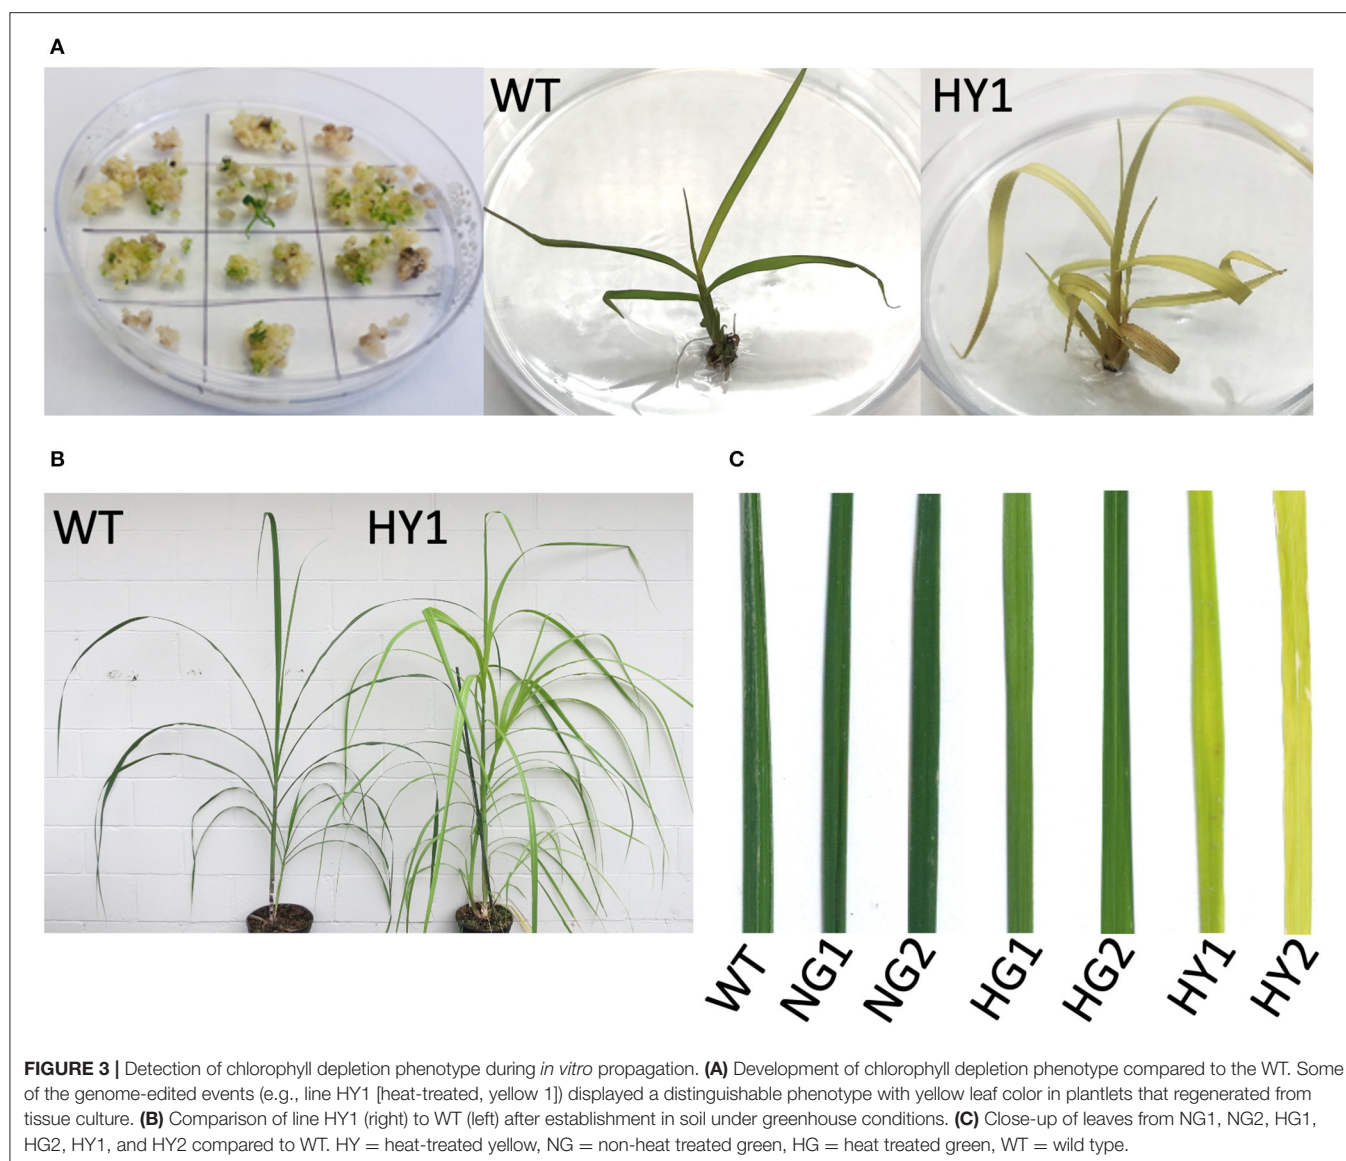 A
WT
HY1
B
C
WT
HY1
WT
NG1
NG2
HG1
HG2
HY1
HY2
FIGURE 3 | Detection of chlorophyll depletion phenotype during in vitro propagation. (A) Development of chlorophyll depletion phenotype compared to the WT. Some
of the genome-edited events (e.g., line HY1 [heat-treated, yellow 1]) displayed a distinguishable phenotype with yellow leaf color in plantlets that regenerated from
tissue culture. (B) Comparison of line HY1 (right) to WT (left) after establishment in soil under greenhouse conditions. (C) Close-up of leaves from NG1, NG2, HG1,
HG2, HY1, and HY2 compared to WT. HY = heat-treated yellow, NG = non-heat treated green, HG = heat treated green, WT = wild type.